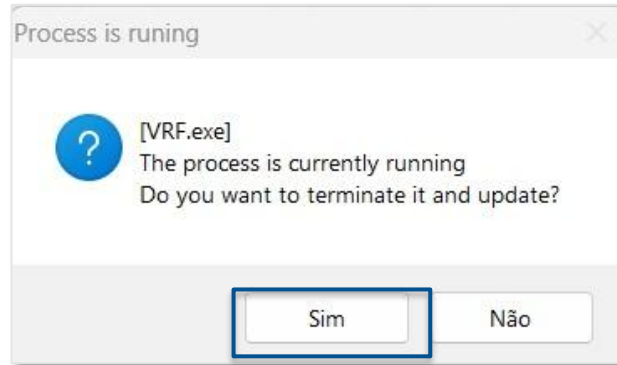 Process is runing
[VRF.exe]
The process is currently running
Do you want to terminate it and update?
Sim
Não